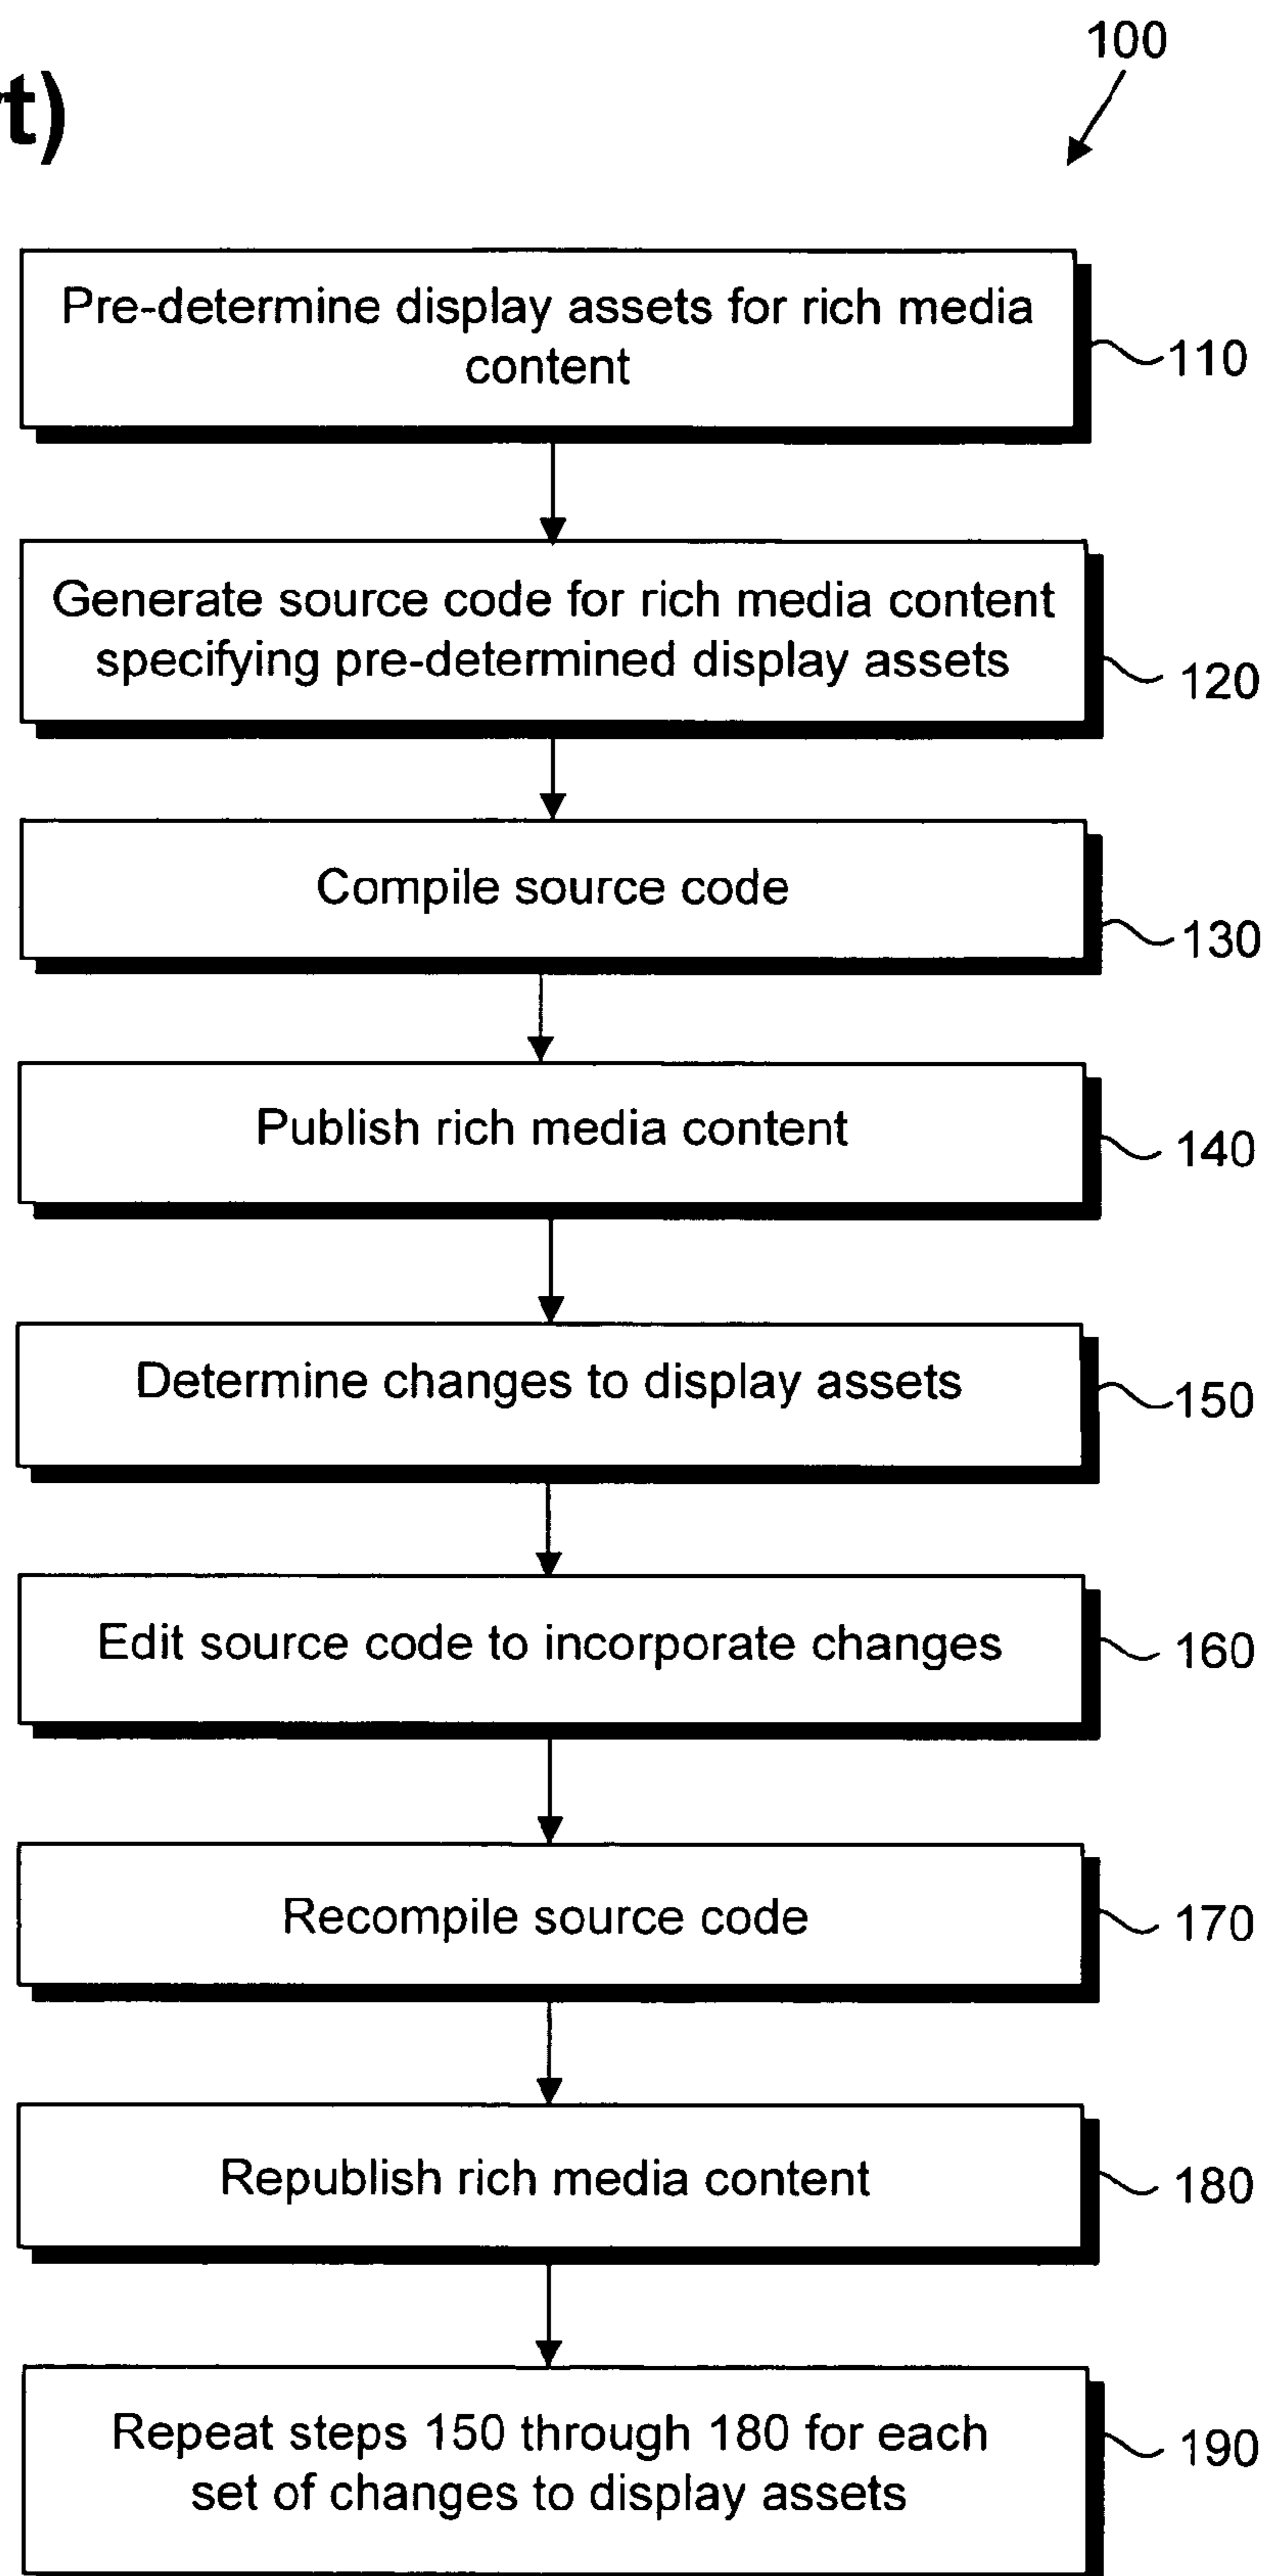 100
t)
Pre-determine display assets for rich media
content
110
Generate source code for rich media content
specifying pre-determined display assets
120
Compile source code
130
Publish rich media content
140
Determine changes to display assets
150
Edit source code to incorporate changes
160
Recompile source code
170
Republish rich media content
180
Repeat steps 150 through 180 for each
set of changes to display assets
190